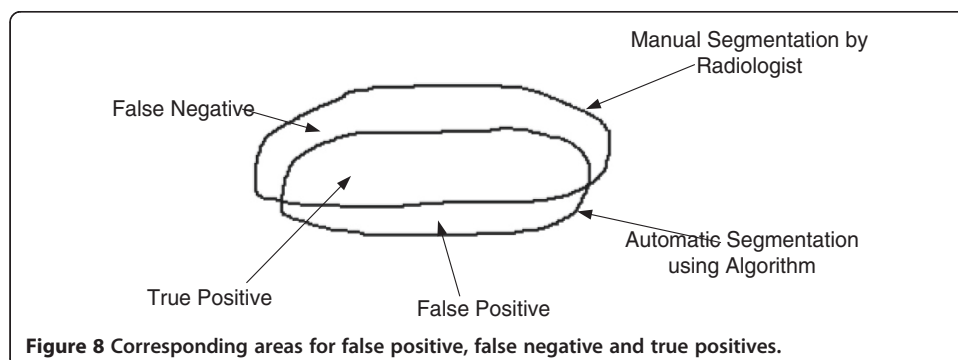 Manual Segmentation by
Radiologist
False Negative
Automatic Segmentation
using Algorithm
True Positive
False Positive
Figure 8 Corresponding areas for false positive, false negative and true positives.